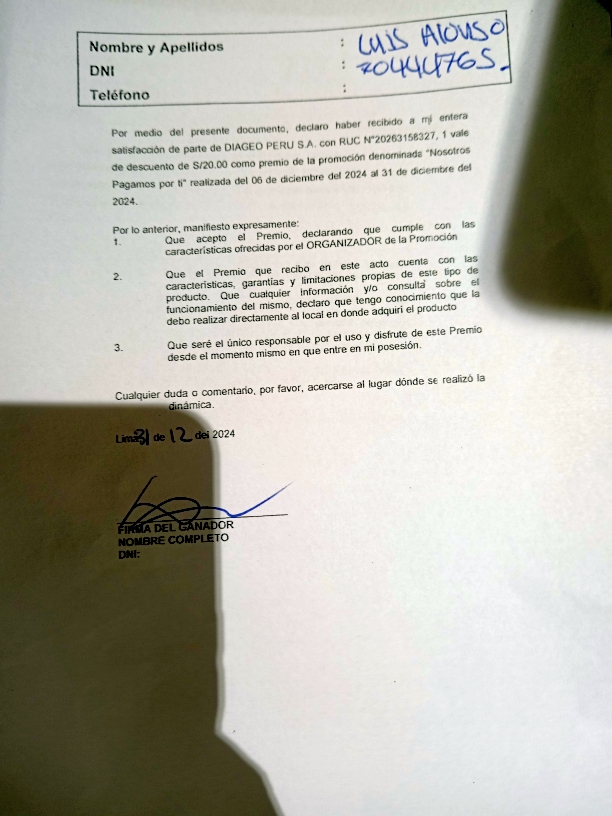 Nombre y Apellidos : LUIS ALONSO
DNI : 70444765.
Teléfono :
Por medio del presente documento, declaro haber recibido a mi entera
satisfacción de parte de DIAGEO PERU S.A. con RUC N°20263158327, 1 vale
de descuento de S/20.00 como premio de la promoción denominada "Nosotros
Pagamos por ti" realizada del 06 de diciembre del 2024 al 31 de diciembre del
2024.
Por lo anterior, manifiesto expresamente:
1. Que acepto el Premio, declarando que cumple con las
características ofrecidas por el ORGANIZADOR de la Promoción
2. Que el Premio que recibo en este acto cuenta con las
características, garantías y limitaciones propias de este tipo de
producto. Que cualquier información y/o consulta sobre el
funcionamiento del mismo, declaro que tengo conocimiento que la
debo realizar directamente al local en donde adquirí el producto
3. Que seré el único responsable por el uso y disfrute de este Premio
desde el momento mismo en que entre en mi posesión.
Cualquier duda o comentario, por favor, acercarse al lugar dónde se realizó la
dinámica.
Lima 31 de 12 del 2024
FIRMA DEL GANADOR
NOMBRE COMPLETO
DNI: